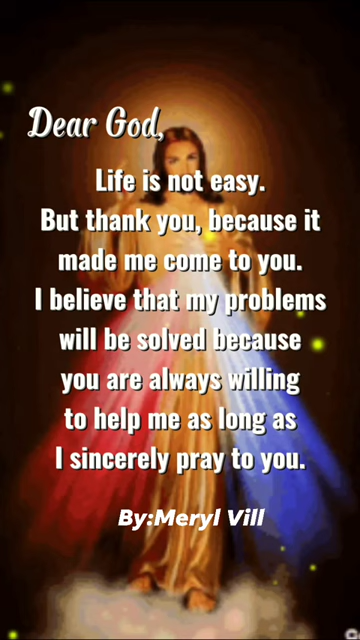 Dear God,
Life is not easy.
But thank you, because it
made me come to you.
I believe that my problems
will be solved because
you are always willing
to help me as long as
I sincerely pray to you.
By:Meryl Vill